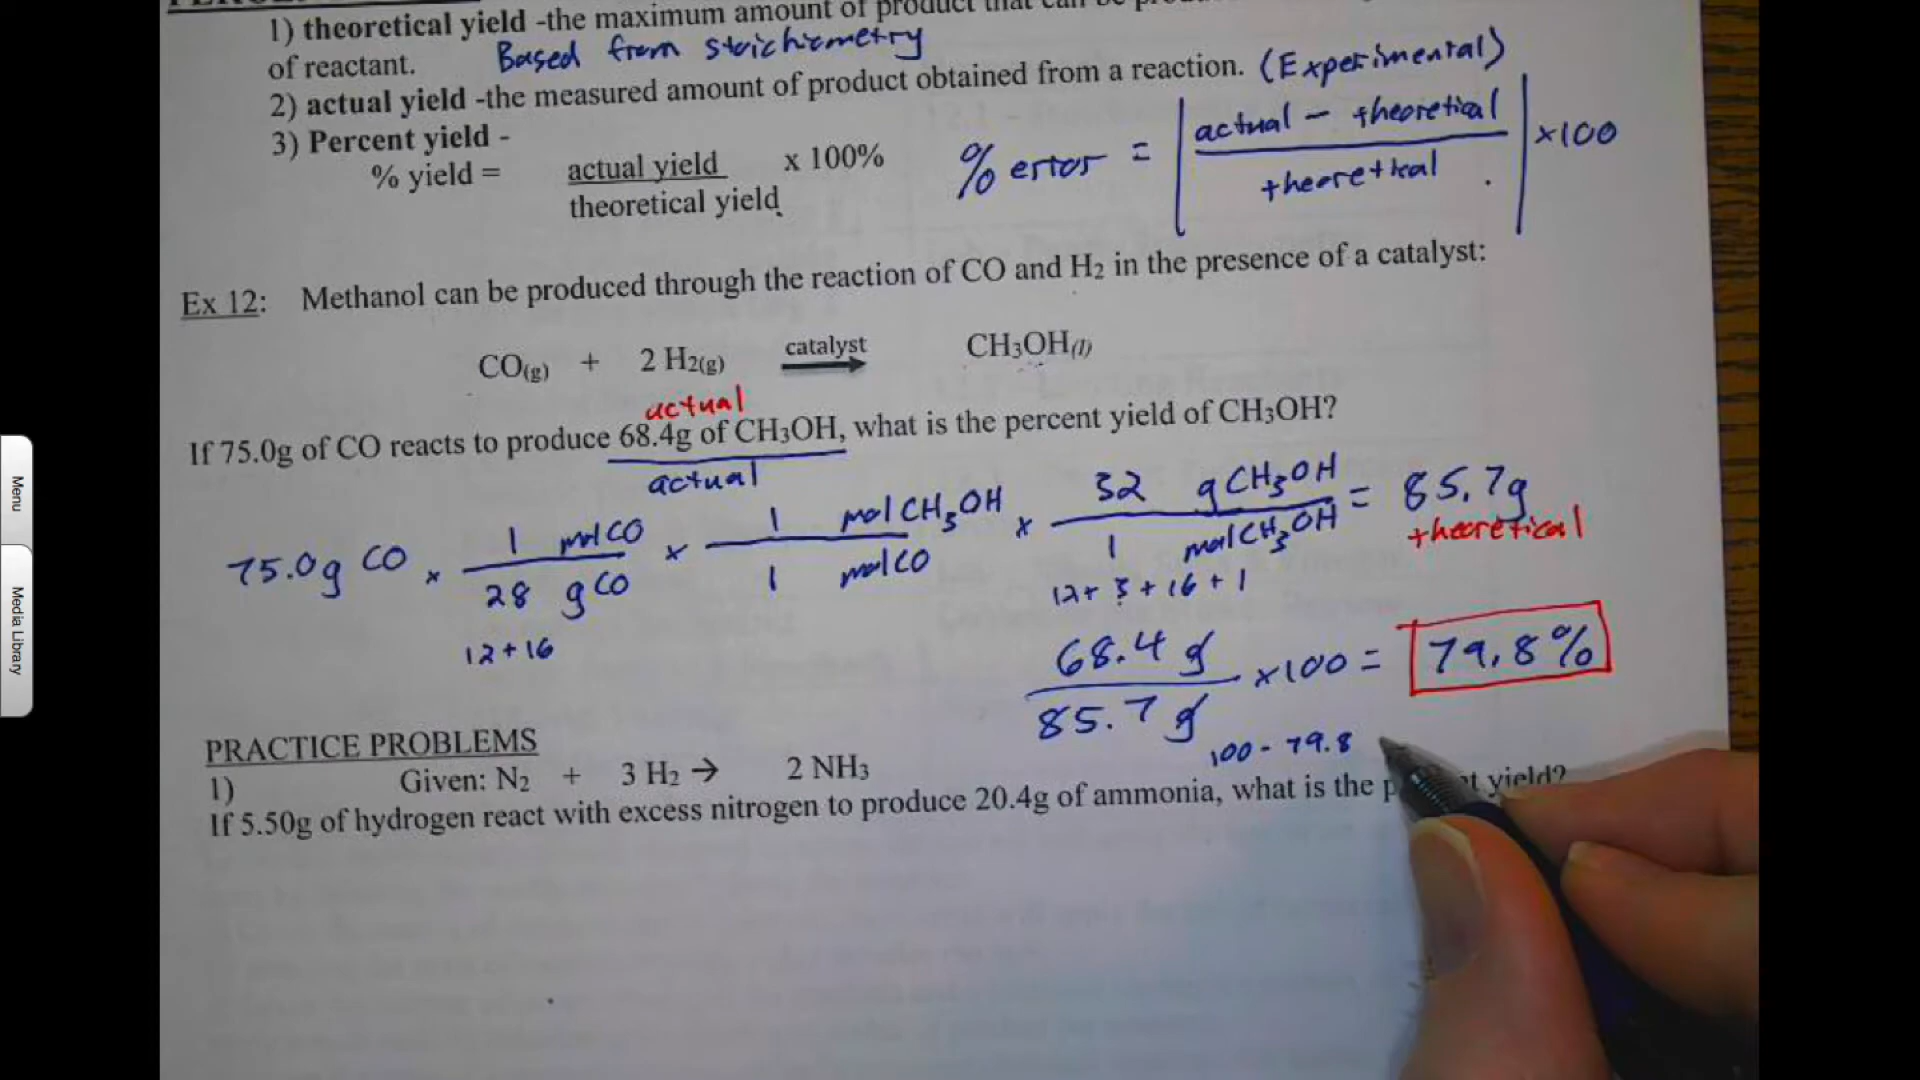 1) theoretical yield -the maximum amount of product that can be
of reactant. Based from stoichiometry
2) actual yield -the measured amount of product obtained from a reaction. (Experimental)
3) Percent yield -
% yield = actual yield x 100%
theoretical yield
% error = | actual - theoretical | x100
theoretical
Ex 12: Methanol can be produced through the reaction of CO and H2 in the presence of a catalyst:
CO(g) + 2 H2(g) catalyst CH3OH(l)
actual
If 75.0g of CO reacts to produce 68.4g of CH3OH, what is the percent yield of CH3OH?
actual
75.0g CO x 1 mol CO x 1 mol CH3OH x 32 g CH3OH = 85.7g
28 g CO 1 mol CO 1 mol CH3OH theoretical
12+16 12+3+16+1
68.4 g x100 = 79.8%
85.7 g
100 - 79.8
PRACTICE PROBLEMS
1) Given: N2 + 3 H2 → 2 NH3
If 5.50g of hydrogen react with excess nitrogen to produce 20.4g of ammonia, what is the yield?
Menu
Media Library